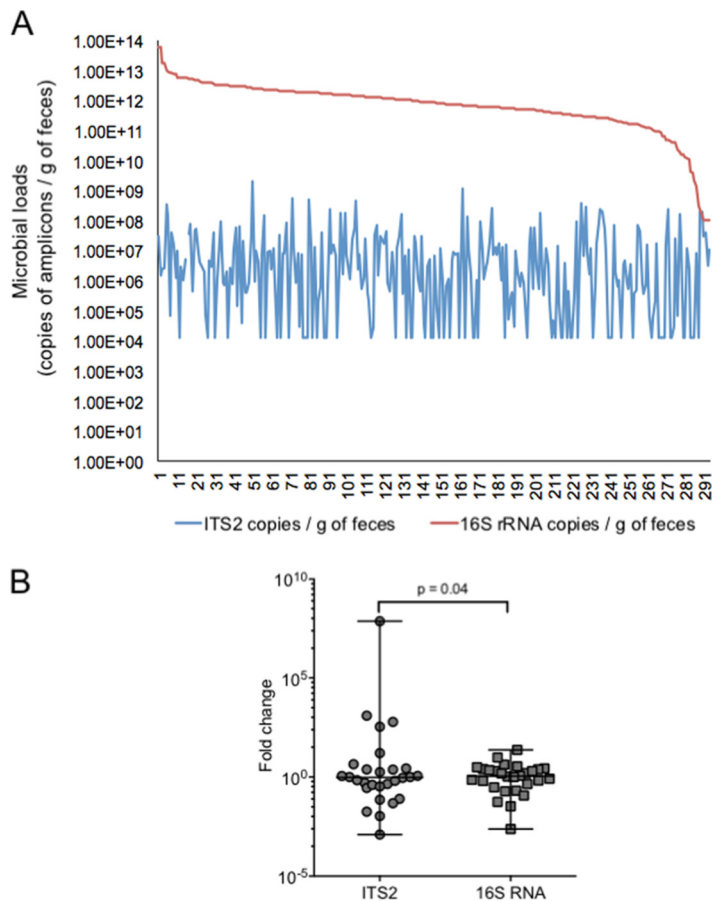 A
Microbial loads
(copies of amplicons / g of feces)
1.00E+14
1.00E+13
1.00E+12
1.00E+11
1.00E+10
1.00E+09
1.00E+08
1.00E+07
1.00E+06
1.00E+05
1.00E+04
1.00E+03
1.00E+02
1.00E+01
1.00E+00
1 11 21 31 41 51 61 71 81 91 101 111 121 131 141 151 161 171 181 191 201 211 221 231 241 251 261 271 281 291
ITS2 copies / g of feces 16S rRNA copies / g of feces
B
p = 0.04
Fold change
10^10
10^5
10^0
10^-5
ITS2 16S RNA